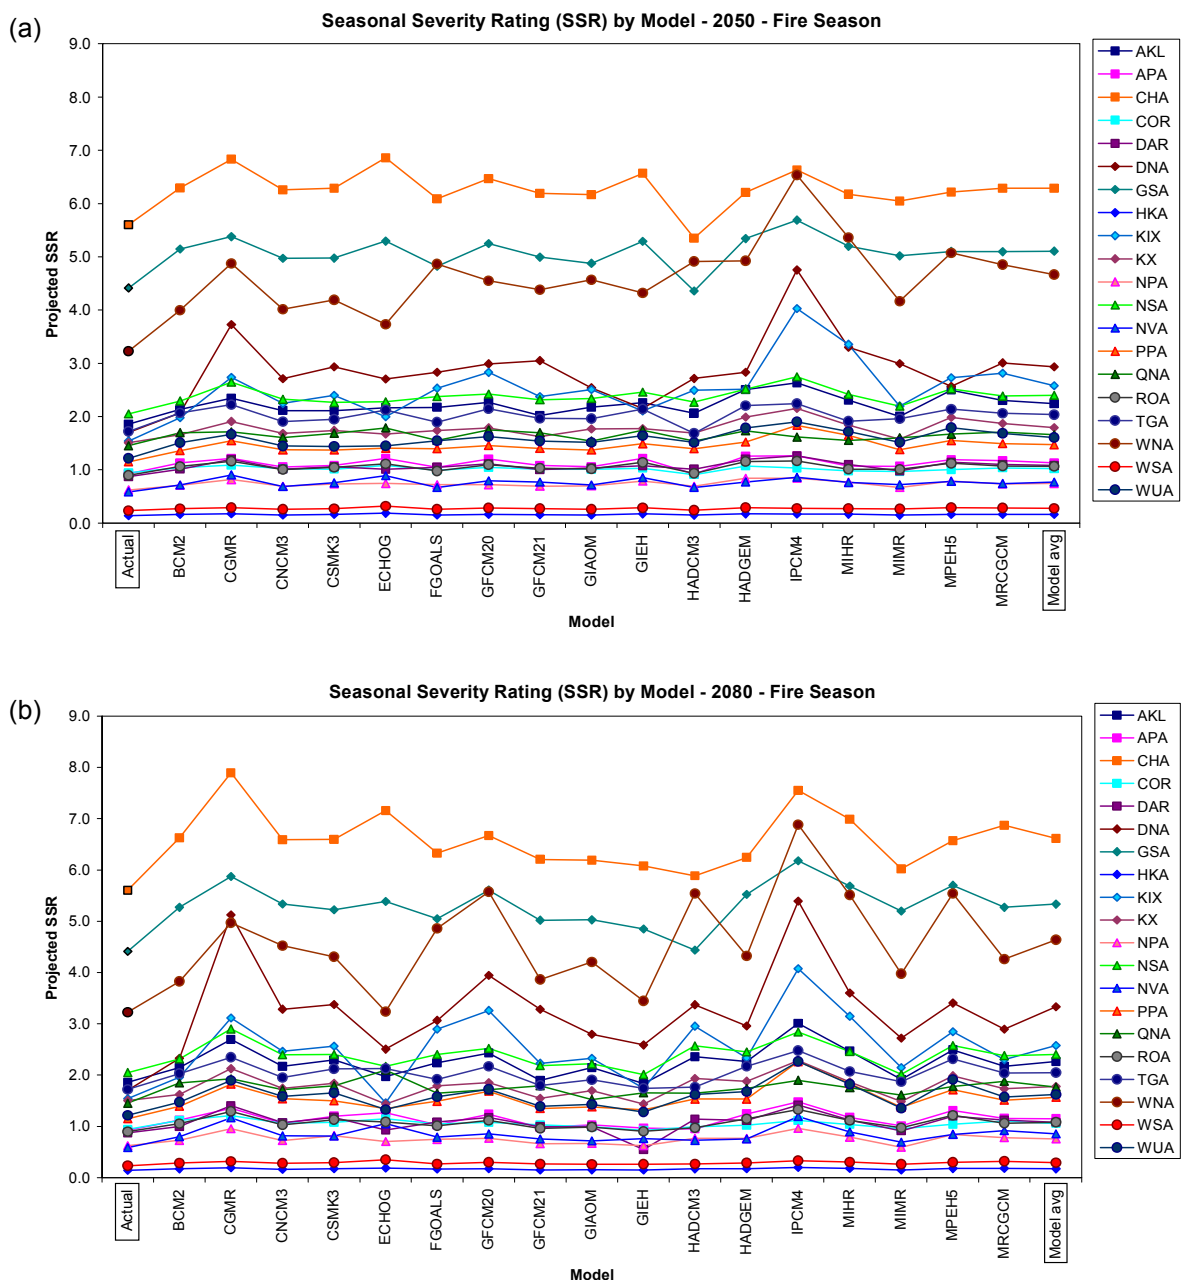 (a)
Seasonal Severity Rating (SSR) by Model - 2050 - Fire Season
9.0
8.0
7.0
6.0
5.0
4.0
3.0
2.0
1.0
0.0
Projected SSR
Actual
BCM2
CGMR
CNCM3
CSMK3
ECHOG
FGOALS
GFCM20
GFCM21
GIAOM
GIEH
HADCM3
HADGEM
IPCM4
MIHR
MIMR
MPEH5
MRCGCM
Model avg
Model
AKL
APA
CHA
COR
DAR
DNA
GSA
HKA
KIX
KX
NPA
NSA
NVA
PPA
QNA
ROA
TGA
WNA
WSA
WUA
(b)
Seasonal Severity Rating (SSR) by Model - 2080 - Fire Season
9.0
8.0
7.0
6.0
5.0
4.0
3.0
2.0
1.0
0.0
Projected SSR
Actual
BCM2
CGMR
CNCM3
CSMK3
ECHOG
FGOALS
GFCM20
GFCM21
GIAOM
GIEH
HADCM3
HADGEM
IPCM4
MIHR
MIMR
MPEH5
MRCGCM
Model avg
Model
AKL
APA
CHA
COR
DAR
DNA
GSA
HKA
KIX
KX
NPA
NSA
NVA
PPA
QNA
ROA
TGA
WNA
WSA
WUA